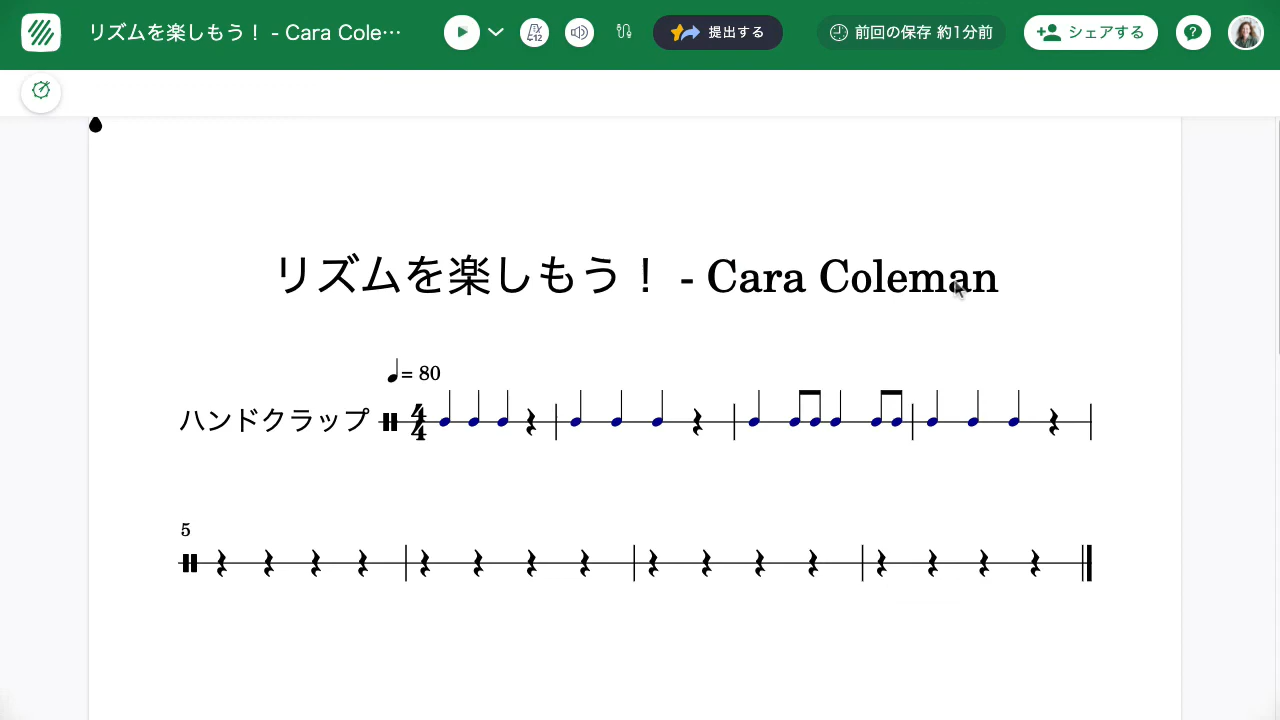 リズムを楽しもう！ - Cara Cole…
12
提出する
前回の保存 約1分前
シェアする
?
リズムを楽しもう！ - Cara Coleman
= 80
ハンドクラップ
4
4
5